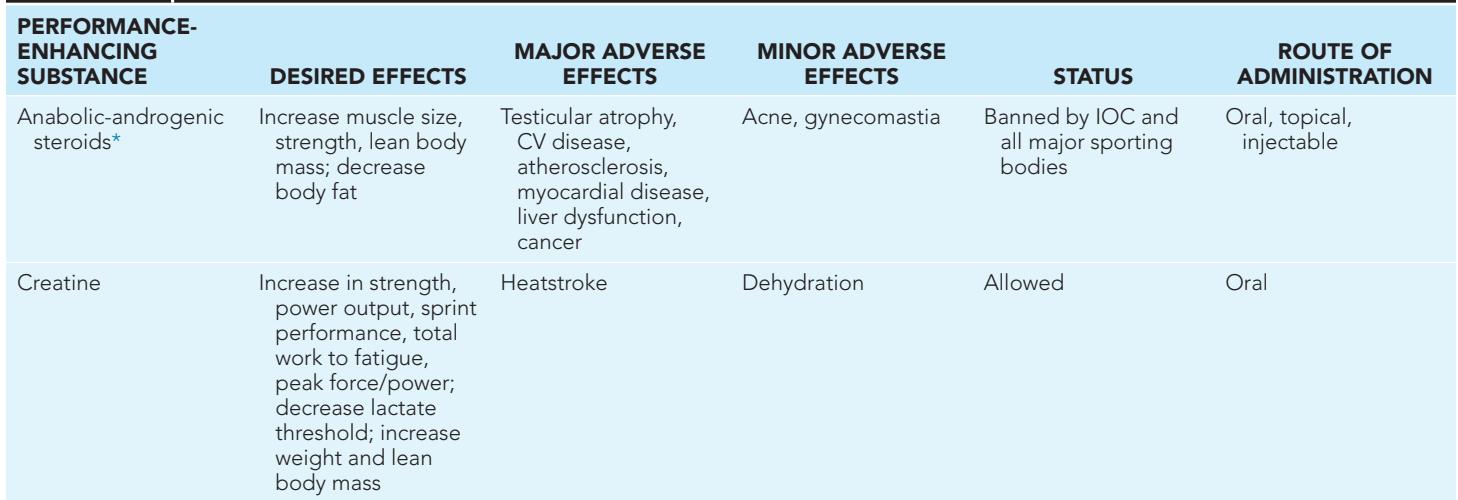 PERFORMANCE-
ENHANCING
SUBSTANCE
DESIRED EFFECTS
MAJOR ADVERSE
EFFECTS
MINOR ADVERSE
EFFECTS
STATUS
ROUTE OF
ADMINISTRATION
Anabolic-androgenic
steroids*
Increase muscle size,
strength, lean body
mass; decrease
body fat
Testicular atrophy,
CV disease,
atherosclerosis,
myocardial disease,
liver dysfunction,
cancer
Acne, gynecomastia
Banned by IOC and
all major sporting
bodies
Oral, topical,
injectable
Creatine
Increase in strength,
power output, sprint
performance, total
work to fatigue,
peak force/power;
decrease lactate
threshold; increase
weight and lean
body mass
Heatstroke
Dehydration
Allowed
Oral